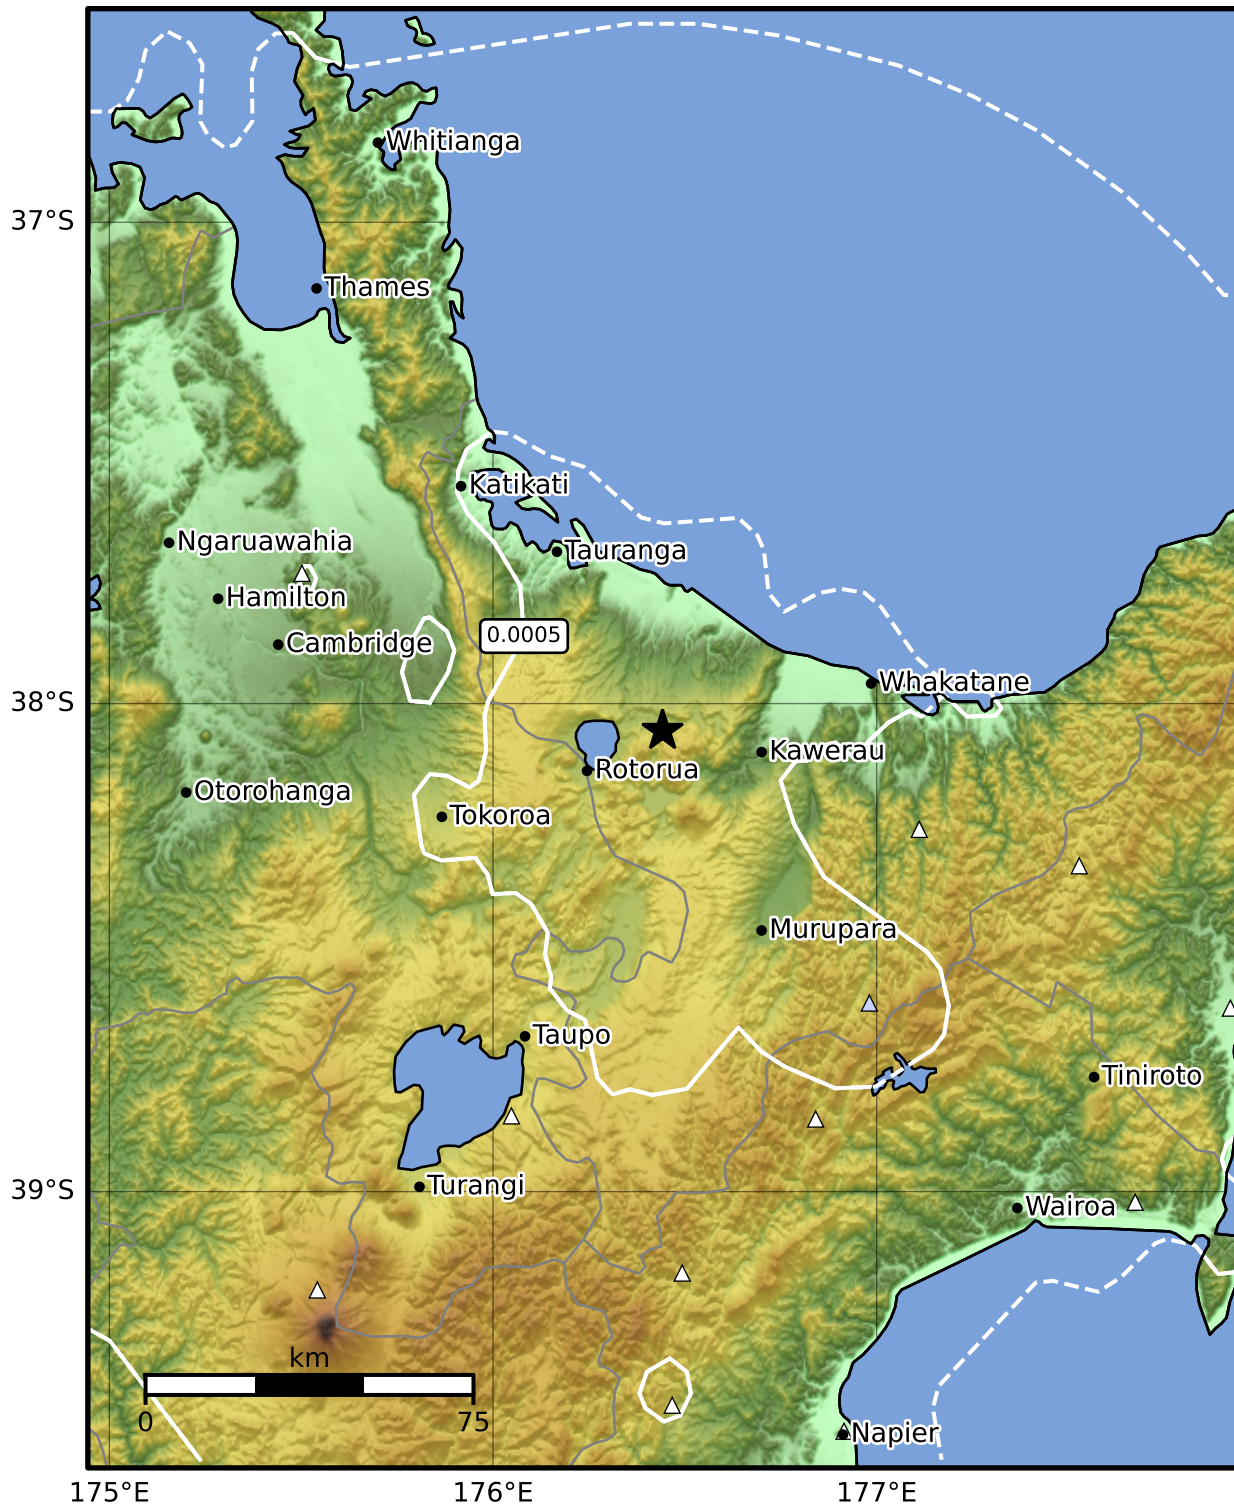 Whitianga
37°S
Thames
Katikati
Ngaruawahia
Tauranga
Hamilton
0.0005
Cambridge
Whakatane
38°S
Kawerau
Rotorua
Otorohanga
Tokoroa
Murupara
Taupo
Tiniroto
Turangi
39°S
Wairoa
km
0
75
Napier
175°E
176°E
177°E